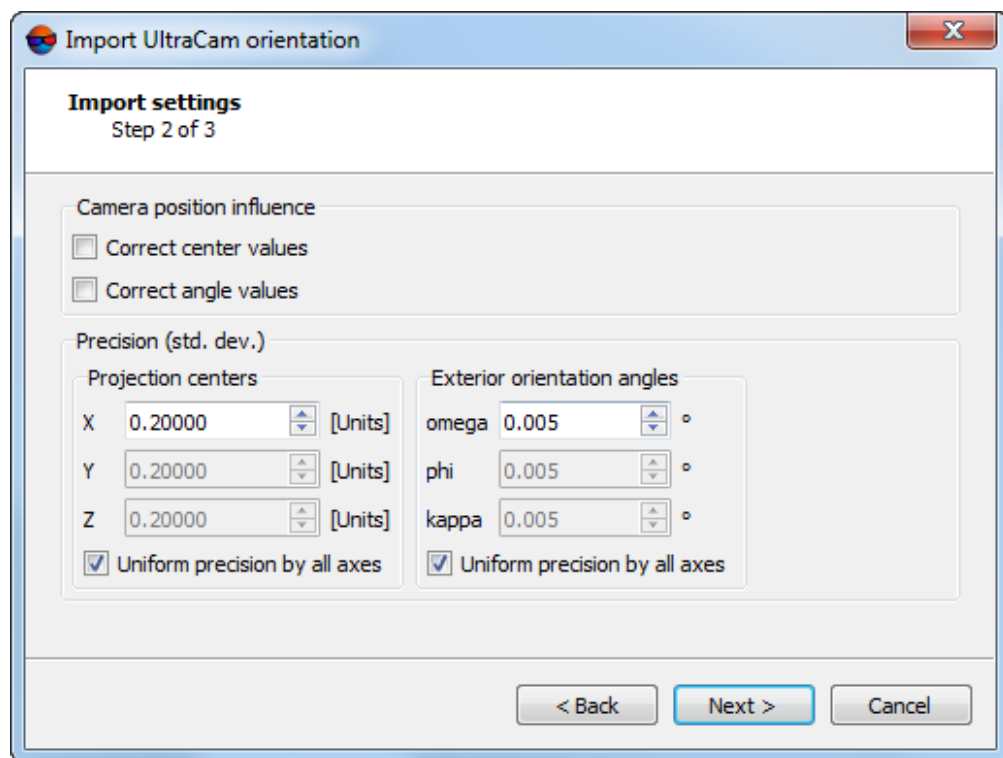 Import UltraCam orientation
Import settings
Step 2 of 3
Camera position influence
Correct center values
Correct angle values
Precision (std. dev.)
Projection centers
X 0.20000 [Units]
Y 0.20000 [Units]
Z 0.20000 [Units]
Uniform precision by all axes
Exterior orientation angles
omega 0.005 °
phi 0.005 °
kappa 0.005 °
Uniform precision by all axes
< Back Next > Cancel